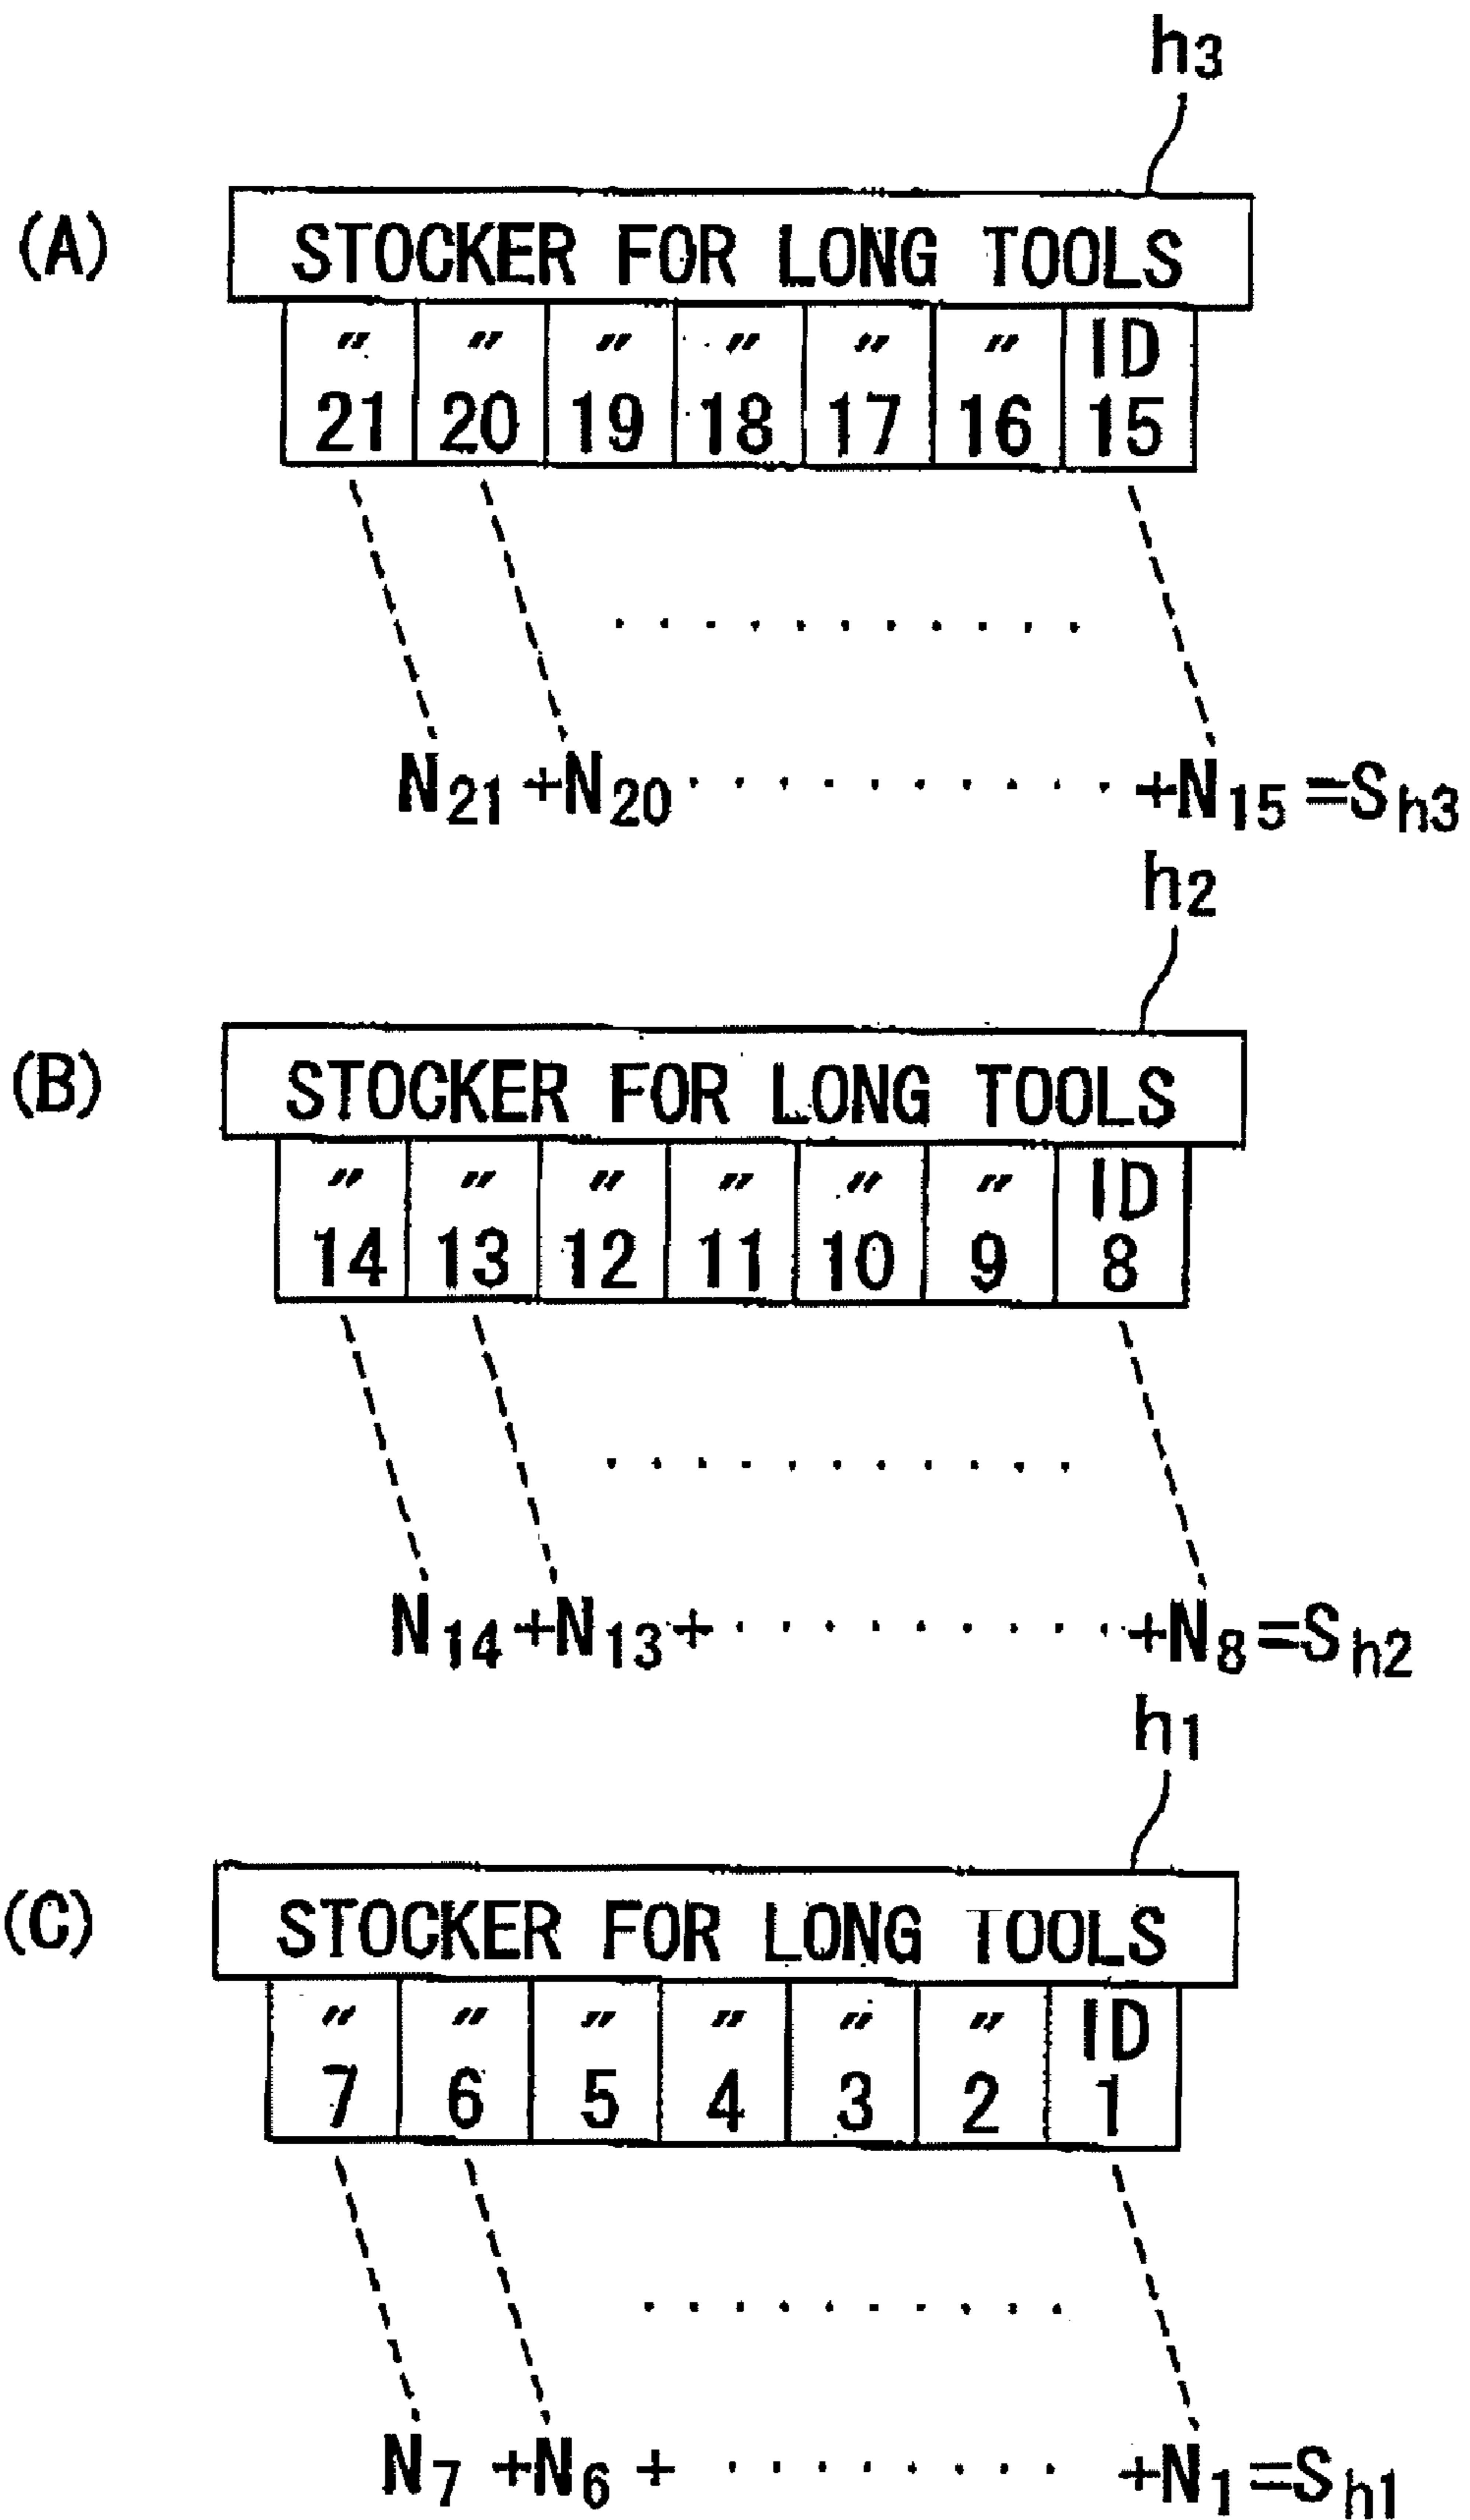 h3
(A) STOCKER FOR LONG TOOLS
〃 〃 〃 〃 〃 〃 ID
21 20 19 18 17 16 15
...........
N21+N20..........+N15=Sh3
h2
(B) STOCKER FOR LONG TOOLS
〃 〃 〃 〃 〃 〃 ID
14 13 12 11 10 9 8
...........
N14+N13+.........+N8=Sh2
h1
(C) STOCKER FOR LONG TOOLS
〃 〃 〃 〃 〃 〃 ID
7 6 5 4 3 2 1
..........
N7+N6+........+N1=Sh1